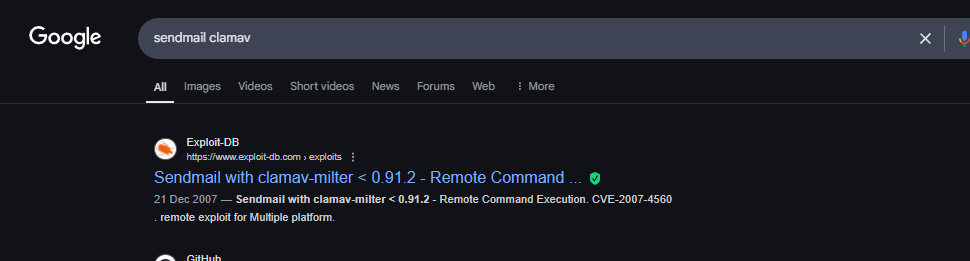 Google
sendmail clamav
All Images Videos Short videos News Forums Web More
Exploit-DB
https://www.exploit-db.com › exploits
Sendmail with clamav-milter < 0.91.2 - Remote Command ...
21 Dec 2007 — Sendmail with clamav-milter < 0.91.2 - Remote Command Execution. CVE-2007-4560
. remote exploit for Multiple platform.
GitHub